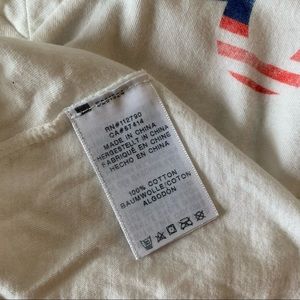 RN#112790
CA#57414
MADE IN CHINA
HERGESTELLT IN CHINA
FABRIQUÉ EN CHINE
HECHO EN CHINA
100% COTTON
BAUMWOLLE/COTON
ALGODÓN